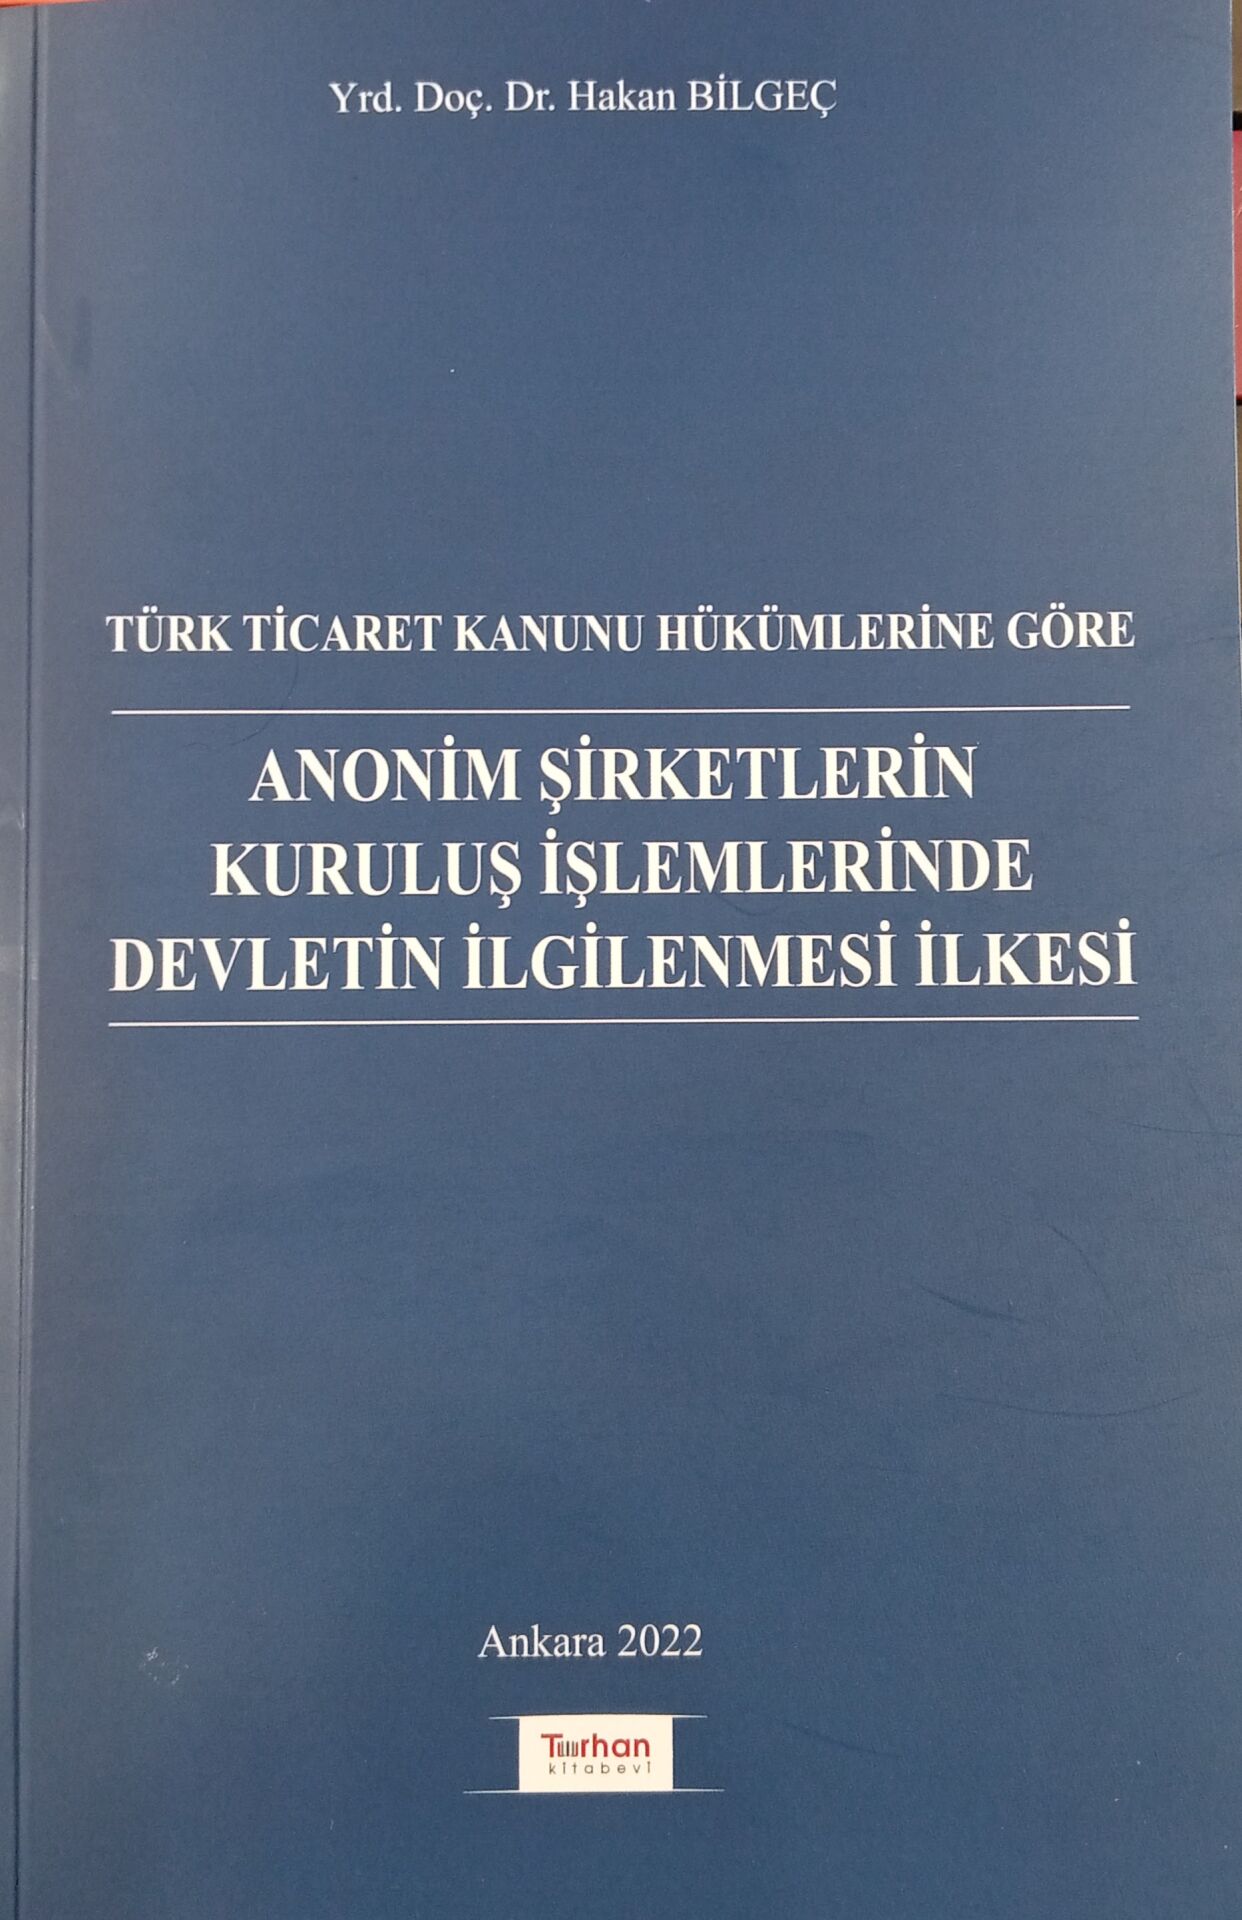 Yrd. Doç. Dr. Hakan BİLGEÇ
TÜRK TİCARET KANUNU HÜKÜMLERİNE GÖRE
ANONİM ŞİRKETLERİN
KURULUŞ İŞLEMLERİNDE
DEVLETİN İLGİLENMESİ İLKESİ
Ankara 2022
Turhan
kitabevi